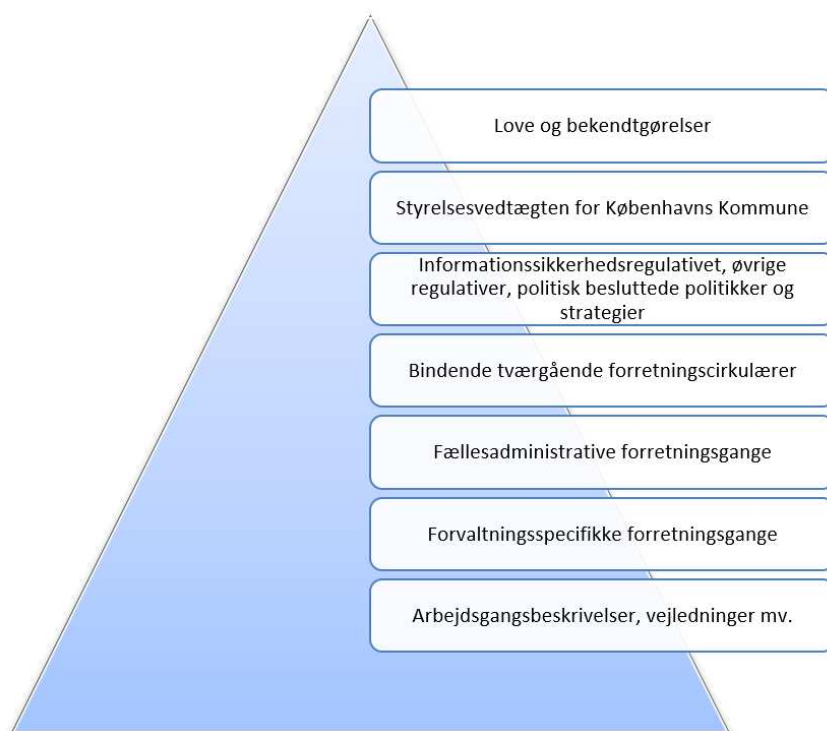 Love og bekendtgørelser
Styrelsesvedtægten for Københavns Kommune
Informationssikkerhedsregulativet, øvrige
regulativer, politisk besluttede politikker og
strategier
Bindende tværgående forretningscirkulærer
Fællesadministrative forretningsgange
Forvaltningsspecifikke forretningsgange
Arbejdsgangsbeskrivelser, vejledninger mv.